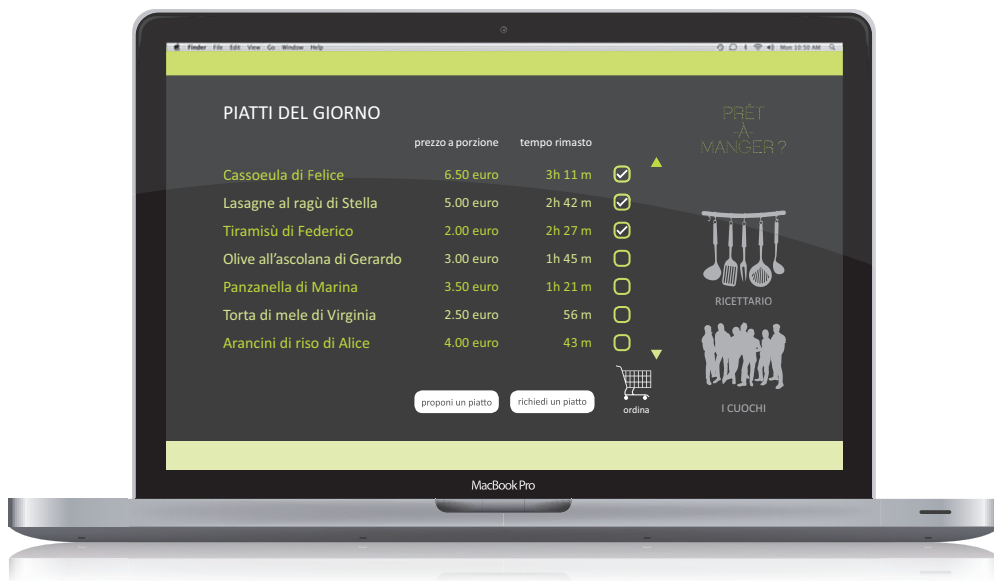 Finder File Edit View Go Window Help Mon 10:50 AM
PIATTI DEL GIORNO
PRÊT
-À-
MANGER ?
prezzo a porzione tempo rimasto
Cassoeula di Felice 6.50 euro 3h 11 m
Lasagne al ragù di Stella 5.00 euro 2h 42 m
Tiramisù di Federico 2.00 euro 2h 27 m
Olive all’ascolana di Gerardo 3.00 euro 1h 45 m
Panzanella di Marina 3.50 euro 1h 21 m
RICETTARIO
Torta di mele di Virginia 2.50 euro 56 m
Arancini di riso di Alice 4.00 euro 43 m
proponi un piatto richiedi un piatto
ordina
I CUOCHI
MacBook Pro